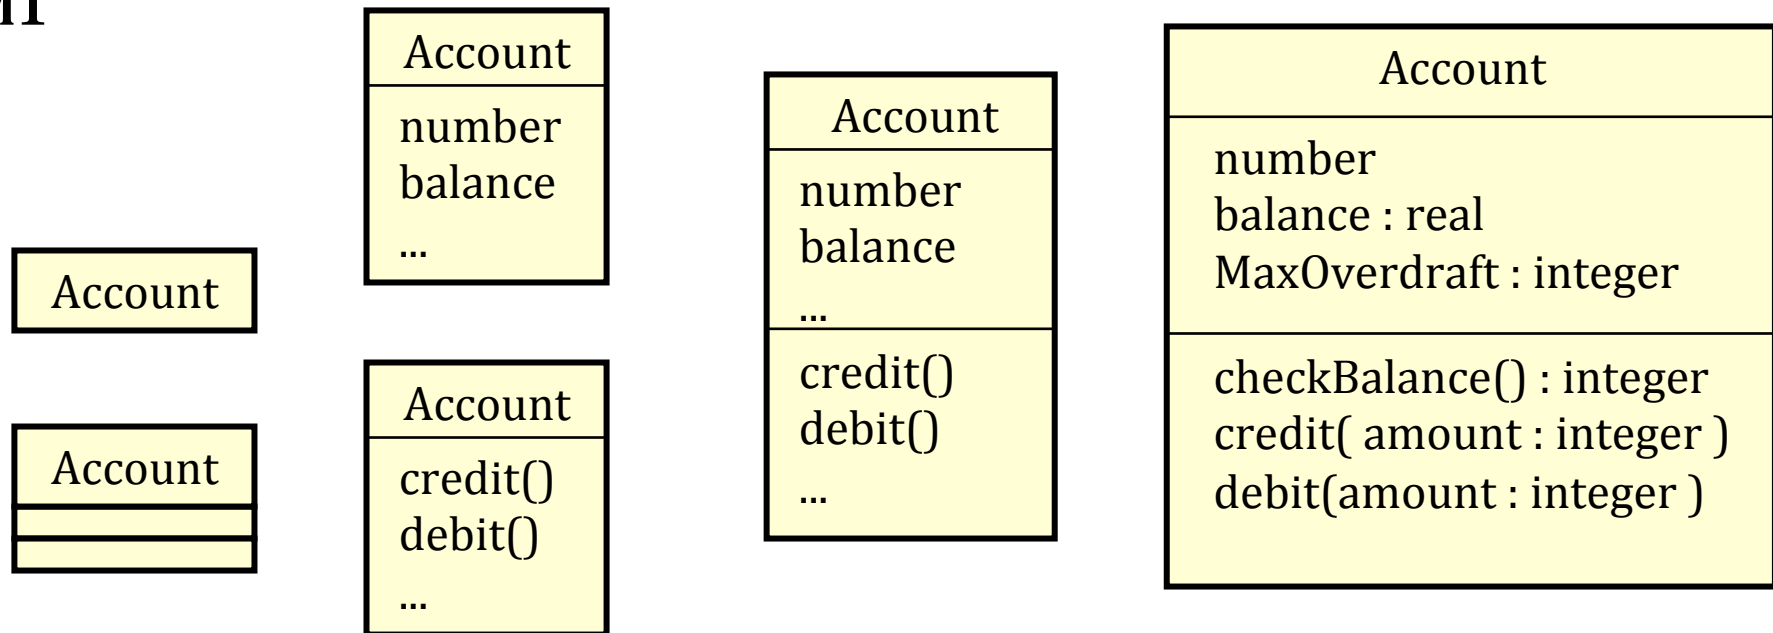 Account
Account
Account
number
balance
...
Account
credit()
debit()
...
Account
number
balance
...
credit()
debit()
...
Account
number
balance : real
MaxOverdraft : integer
checkBalance() : integer
credit( amount : integer )
debit(amount : integer )